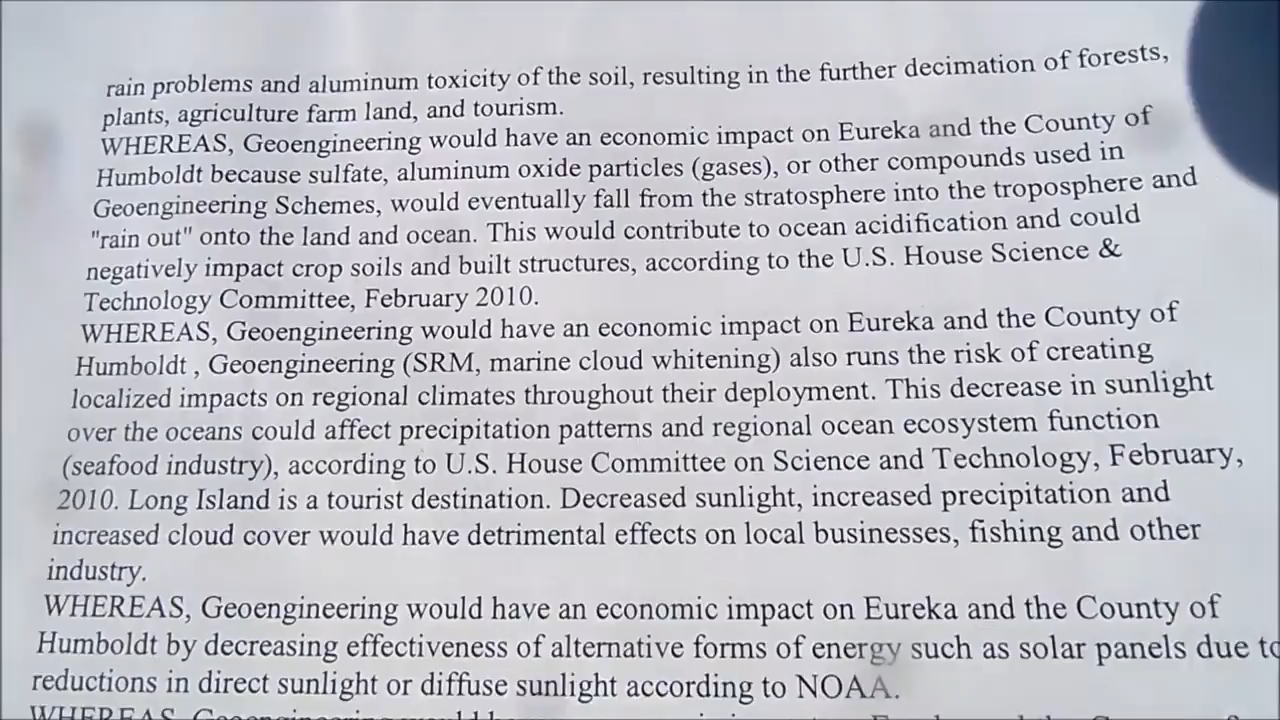 rain problems and aluminum toxicity of the soil, resulting in the further decimation of forests,
plants, agriculture farm land, and tourism.
WHEREAS, Geoengineering would have an economic impact on Eureka and the County of
Humboldt because sulfate, aluminum oxide particles (gases), or other compounds used in
Geoengineering Schemes, would eventually fall from the stratosphere into the troposphere and
"rain out" onto the land and ocean. This would contribute to ocean acidification and could
negatively impact crop soils and built structures, according to the U.S. House Science &
Technology Committee, February 2010.
WHEREAS, Geoengineering would have an economic impact on Eureka and the County of
Humboldt , Geoengineering (SRM, marine cloud whitening) also runs the risk of creating
localized impacts on regional climates throughout their deployment. This decrease in sunlight
over the oceans could affect precipitation patterns and regional ocean ecosystem function
(seafood industry), according to U.S. House Committee on Science and Technology, February,
2010. Long Island is a tourist destination. Decreased sunlight, increased precipitation and
increased cloud cover would have detrimental effects on local businesses, fishing and other
industry.
WHEREAS, Geoengineering would have an economic impact on Eureka and the County of
Humboldt by decreasing effectiveness of alternative forms of energy such as solar panels due to
reductions in direct sunlight or diffuse sunlight according to NOAA.
WHEREAS, Geoengineering would